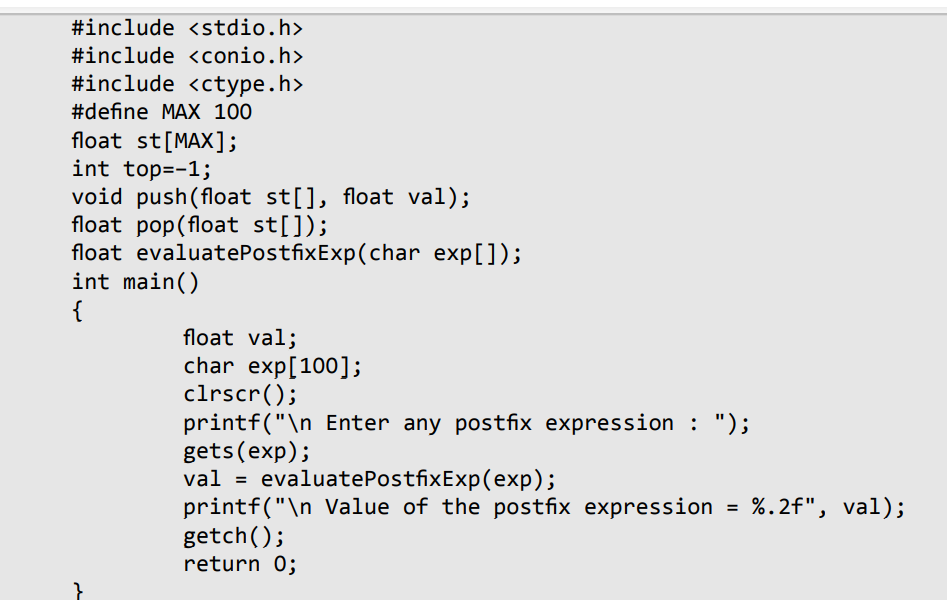 #include <stdio.h>
#include <conio.h>
#include <ctype.h>
#define MAX 100
float st[MAX];
int top=–1;
void push(float st[], float val);
float pop(float st[]);
float evaluatePostfixExp(char exp[]);
int main()
{
float val;
char exp[100];
clrscr();
printf("\n Enter any postfix expression : ");
gets(exp);
val = evaluatePostfixExp(exp);
printf("\n Value of the postfix expression = %.2f", val);
getch();
return 0;
}